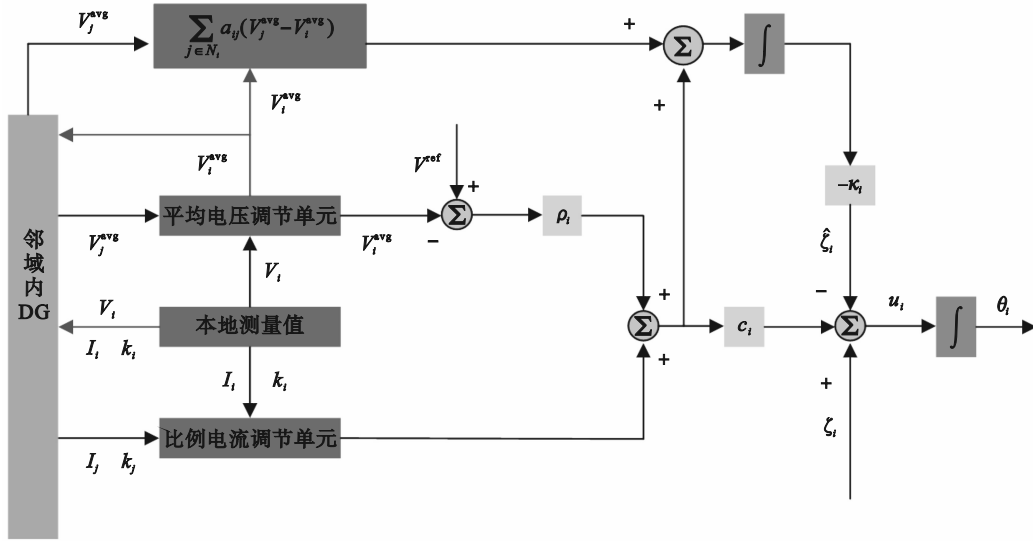 V_j^avg
∑_{j∈N_i} a_ij(V_j^avg−V_i^avg)
+
Σ
∫
V_i^avg
+
V_i^avg
V^ref
+
−κ_i
平均电压调节单元
Σ
ρ_i
V_j^avg
−
V_i^avg
ζ̂_i
邻域内DG
V_i
V_i
本地测量值
+
−
u_i
θ_i
Σ
c_i
Σ
∫
I_i k_i
+
I_i k_i
+
比例电流调节单元
ζ_i
I_j k_j